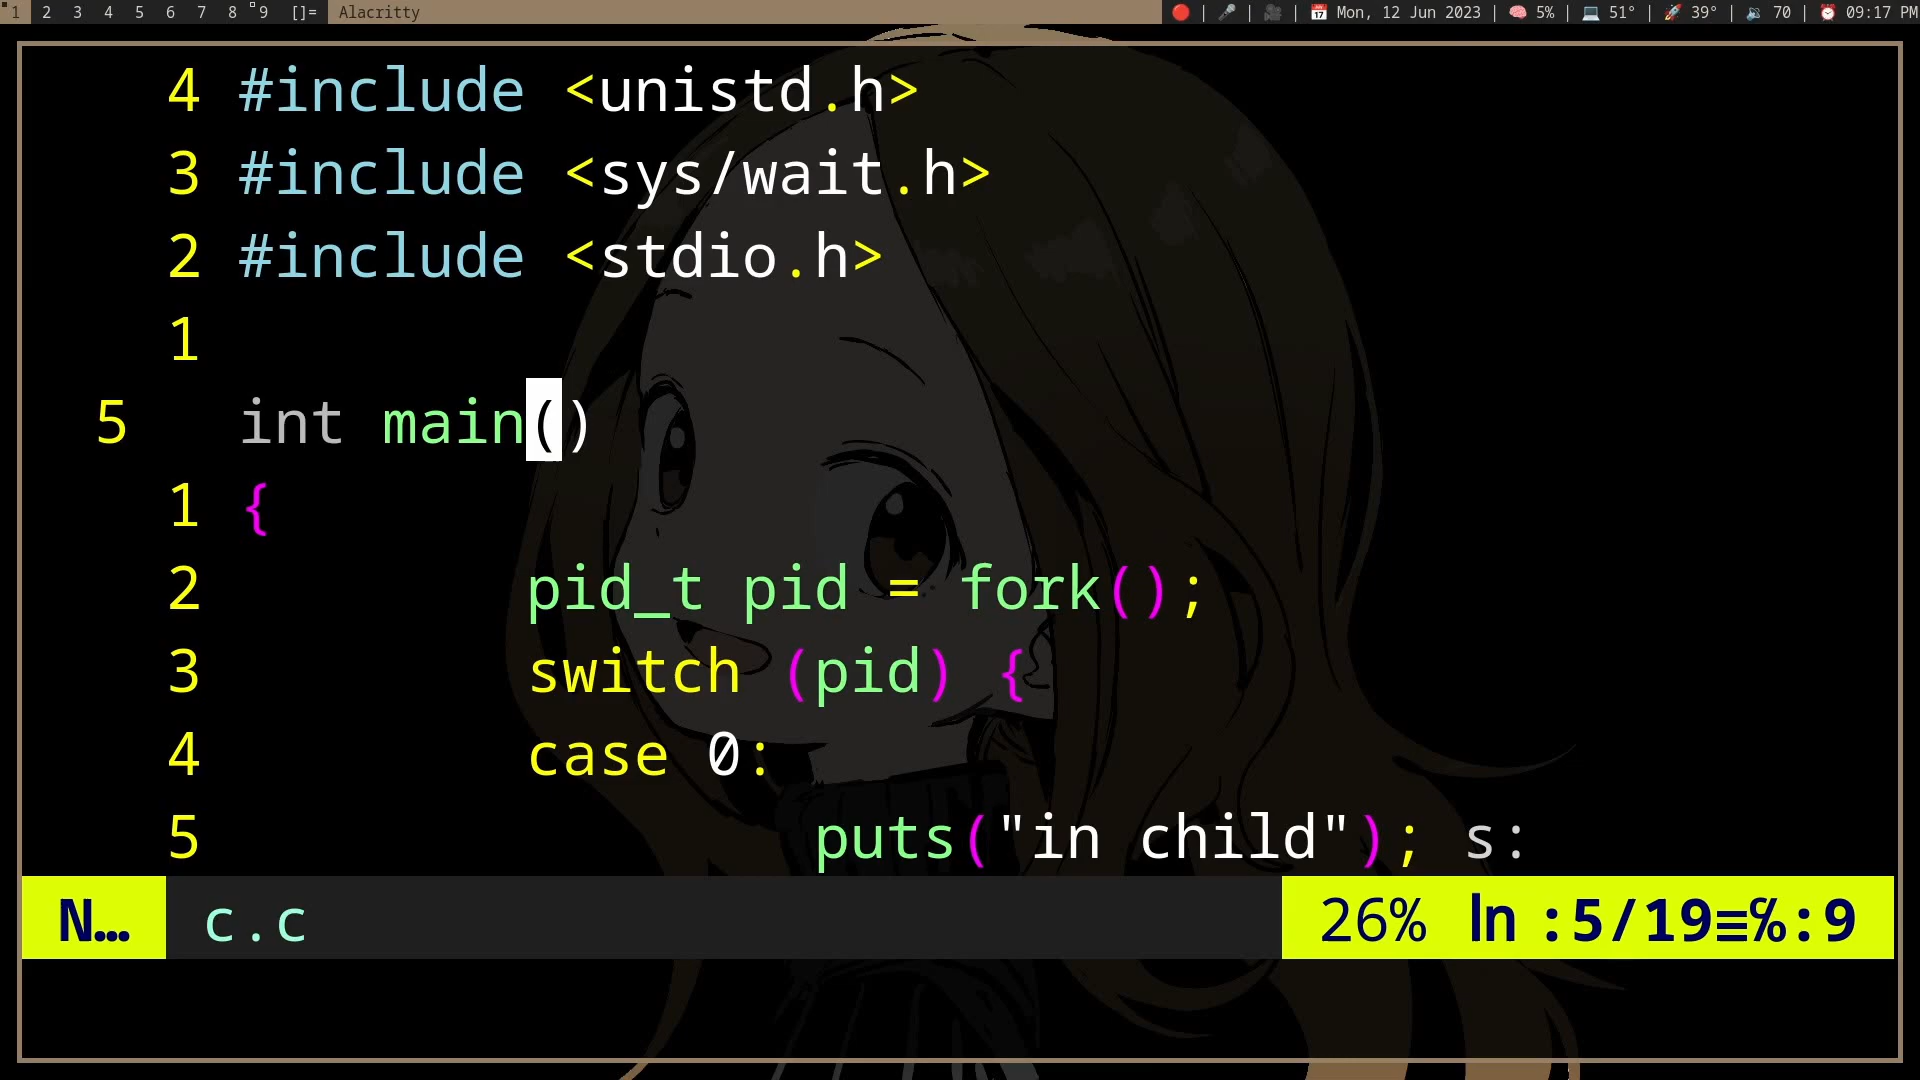 1 2 3 4 5 6 7 8 9 []= Alacritty | | | Mon, 12 Jun 2023 | 5% | 51° | 39° | 70 | 09:17 PM
4 #include <unistd.h>
3 #include <sys/wait.h>
2 #include <stdio.h>
1
5 int main()
1 {
2 pid_t pid = fork();
3 switch (pid) {
4 case 0:
5 puts("in child"); s:
N… c.c 26% ln :5/19≡℅:9